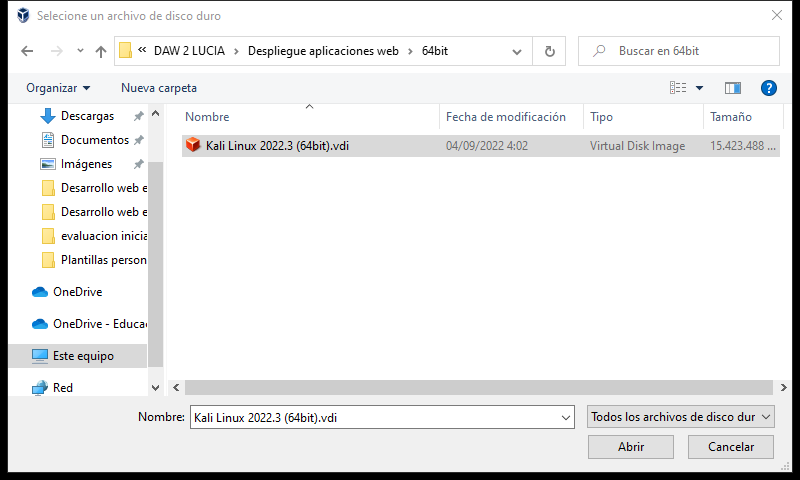 Seleccione un archivo de disco duro
« DAW 2 LUCIA > Despliegue aplicaciones web > 64bit
Buscar en 64bit
Organizar
Nueva carpeta
?
Descargas
Documentos
Imágenes
Desarrollo web e
Desarrollo web e
evaluacion inicia
Plantillas person
OneDrive
OneDrive - Educa
Este equipo
Red
Nombre Fecha de modificación Tipo Tamaño
Kali Linux 2022.3 (64bit).vdi 04/09/2022 4:02 Virtual Disk Image 15.423.488 ...
Nombre: Kali Linux 2022.3 (64bit).vdi Todos los archivos de disco dur
Abrir Cancelar